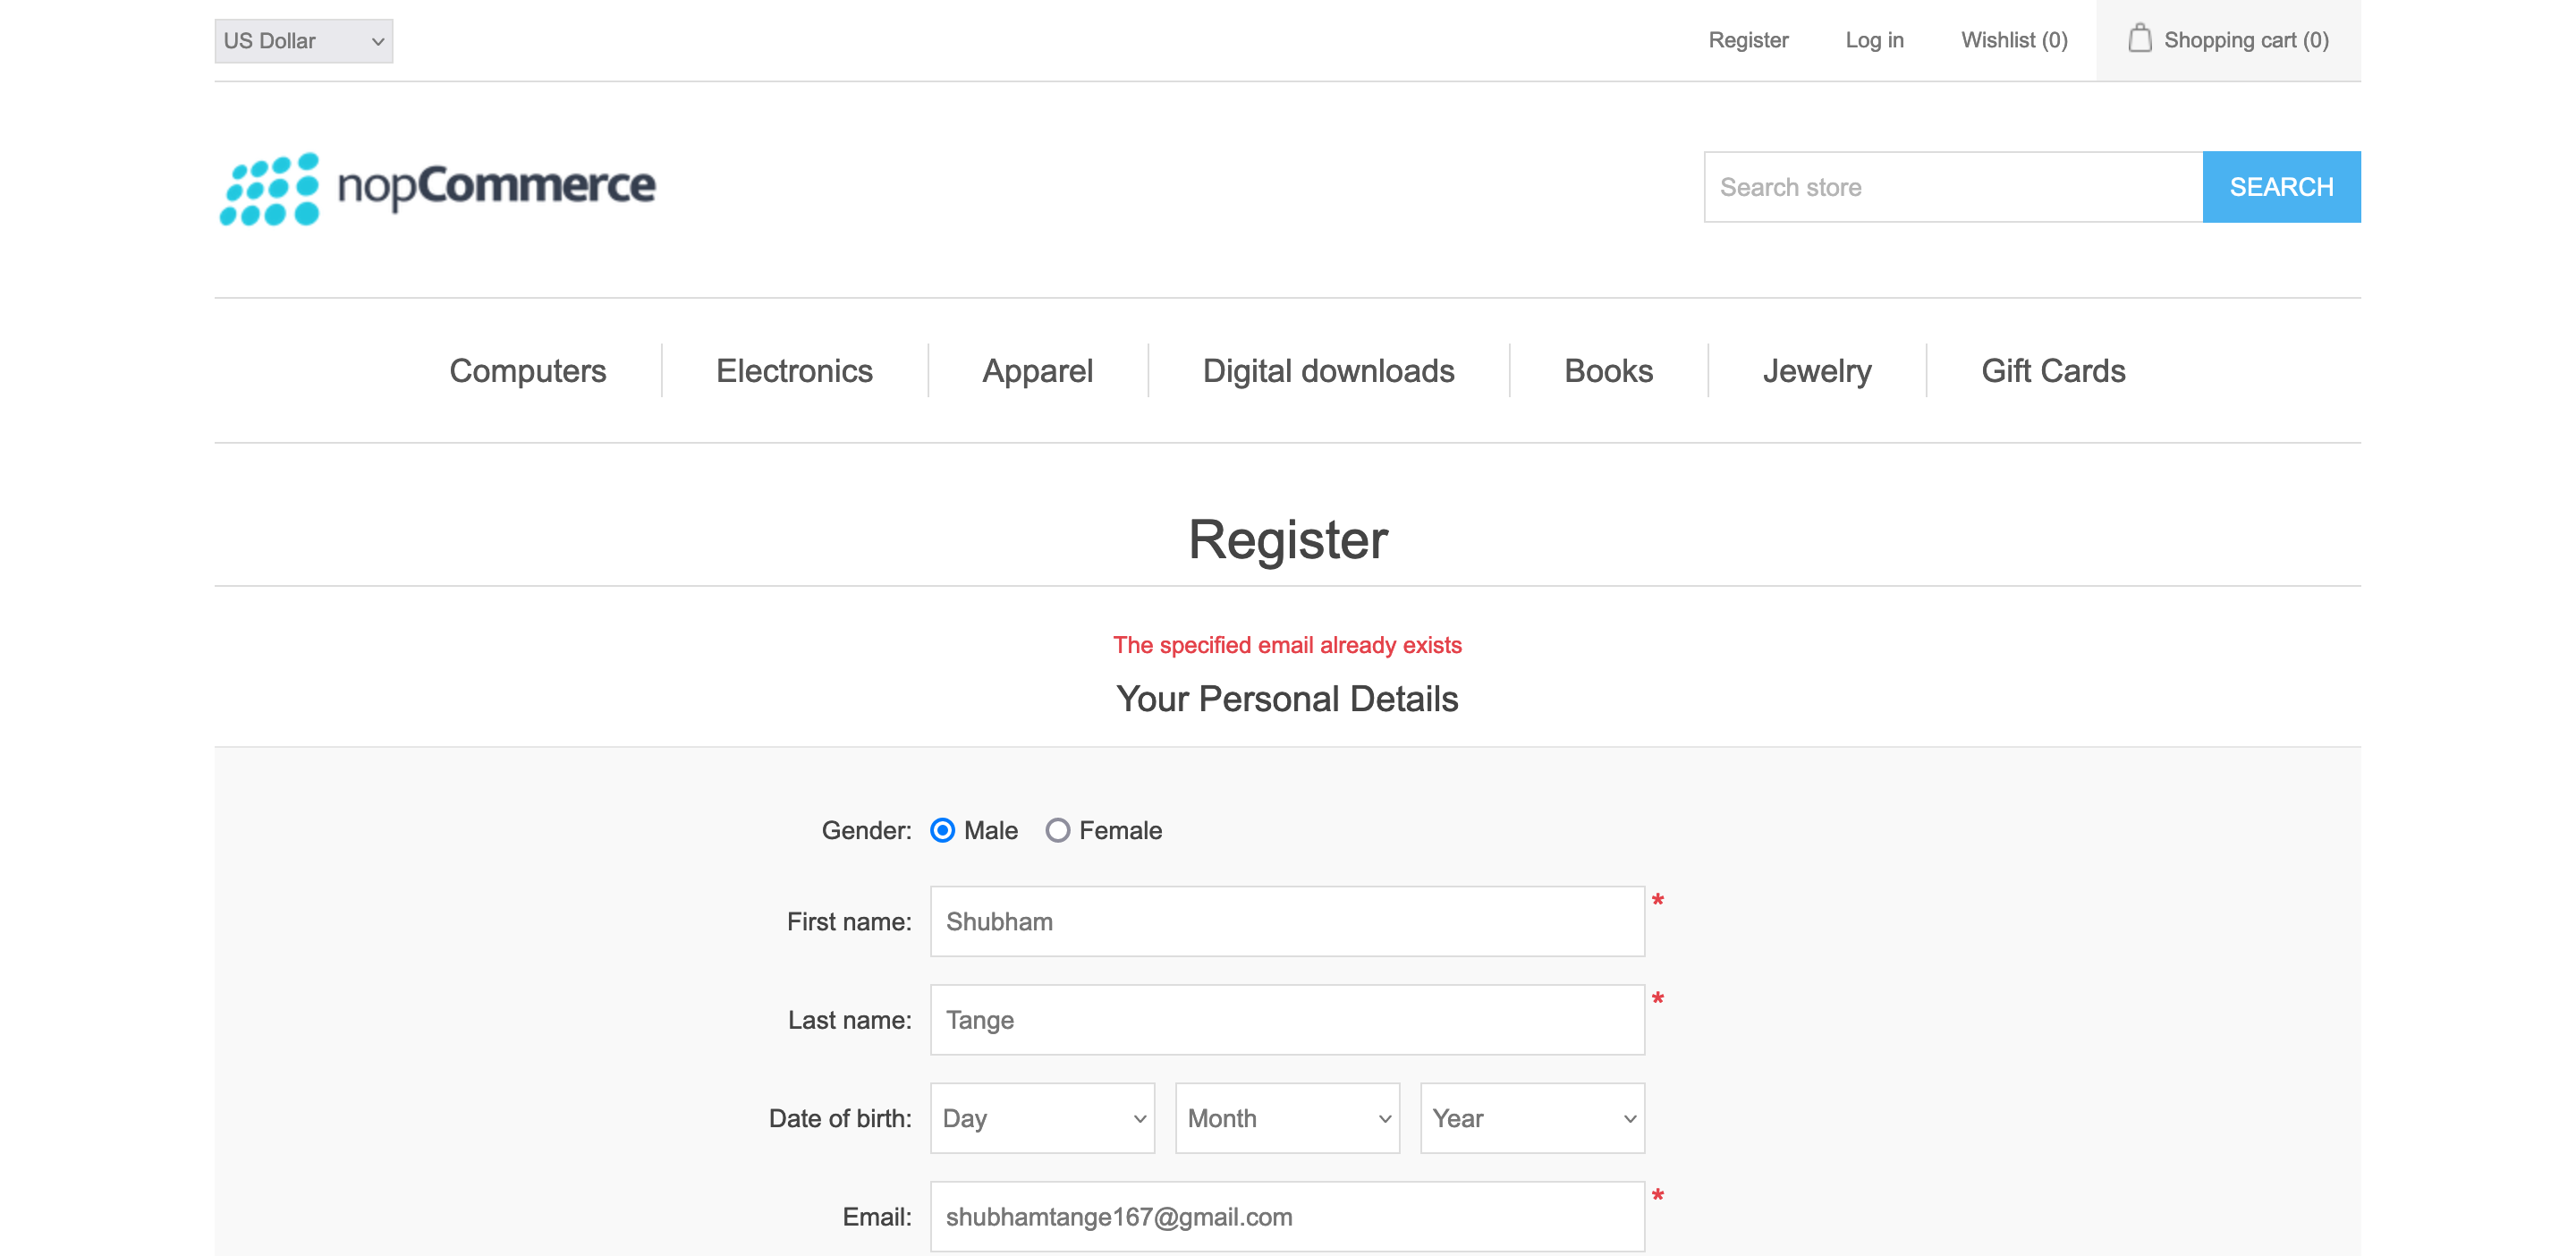 US Dollar Register Log in Wishlist (0) Shopping cart (0)
nopCommerce Search store SEARCH
Computers Electronics Apparel Digital downloads Books Jewelry Gift Cards
Register
The specified email already exists
Your Personal Details
Gender: Male Female
First name: Shubham *
Last name: Tange *
Date of birth: Day Month Year
Email: shubhamtange167@gmail.com *